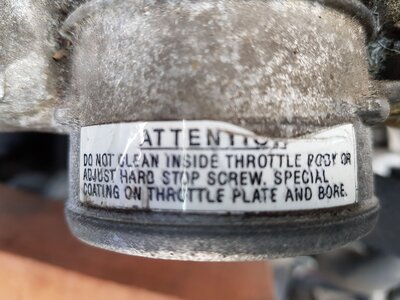 ATTENTION
DO NOT CLEAN INSIDE THROTTLE BODY OR
ADJUST HARD STOP SCREW. SPECIAL
COATING ON THROTTLE PLATE AND BORE.